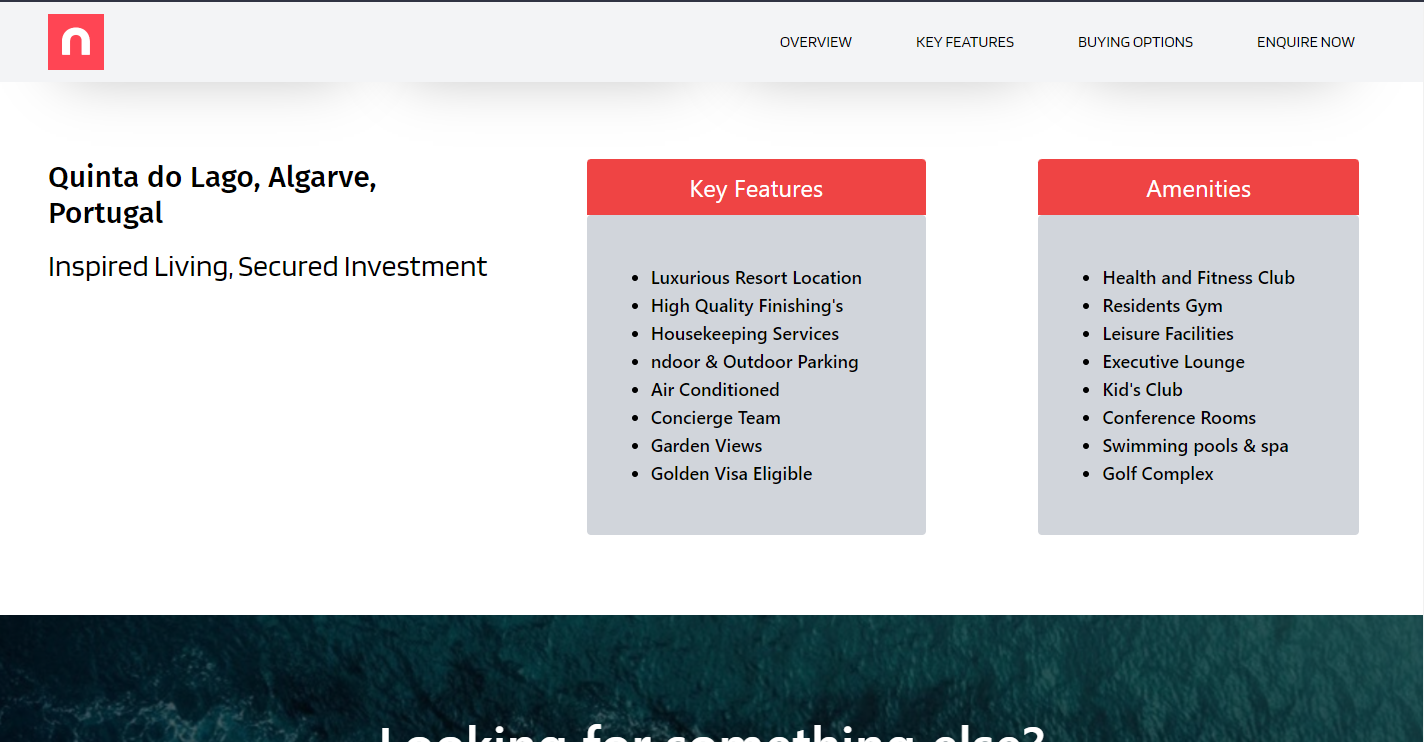 n
OVERVIEW
KEY FEATURES
BUYING OPTIONS
ENQUIRE NOW
Quinta do Lago, Algarve,
Portugal
Inspired Living, Secured Investment
Key Features
Luxurious Resort Location
High Quality Finishing's
Housekeeping Services
ndoor & Outdoor Parking
Air Conditioned
Concierge Team
Garden Views
Golden Visa Eligible
Amenities
Health and Fitness Club
Residents Gym
Leisure Facilities
Executive Lounge
Kid's Club
Conference Rooms
Swimming pools & spa
Golf Complex
Looking for something else?